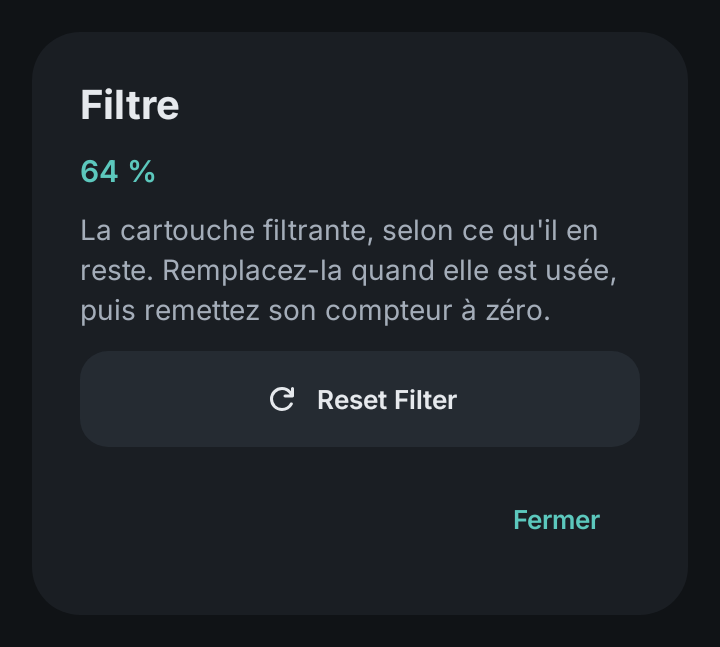 Filtre
64 %
La cartouche filtrante, selon ce qu'il en
reste. Remplacez-la quand elle est usée,
puis remettez son compteur à zéro.
Reset Filter
Fermer